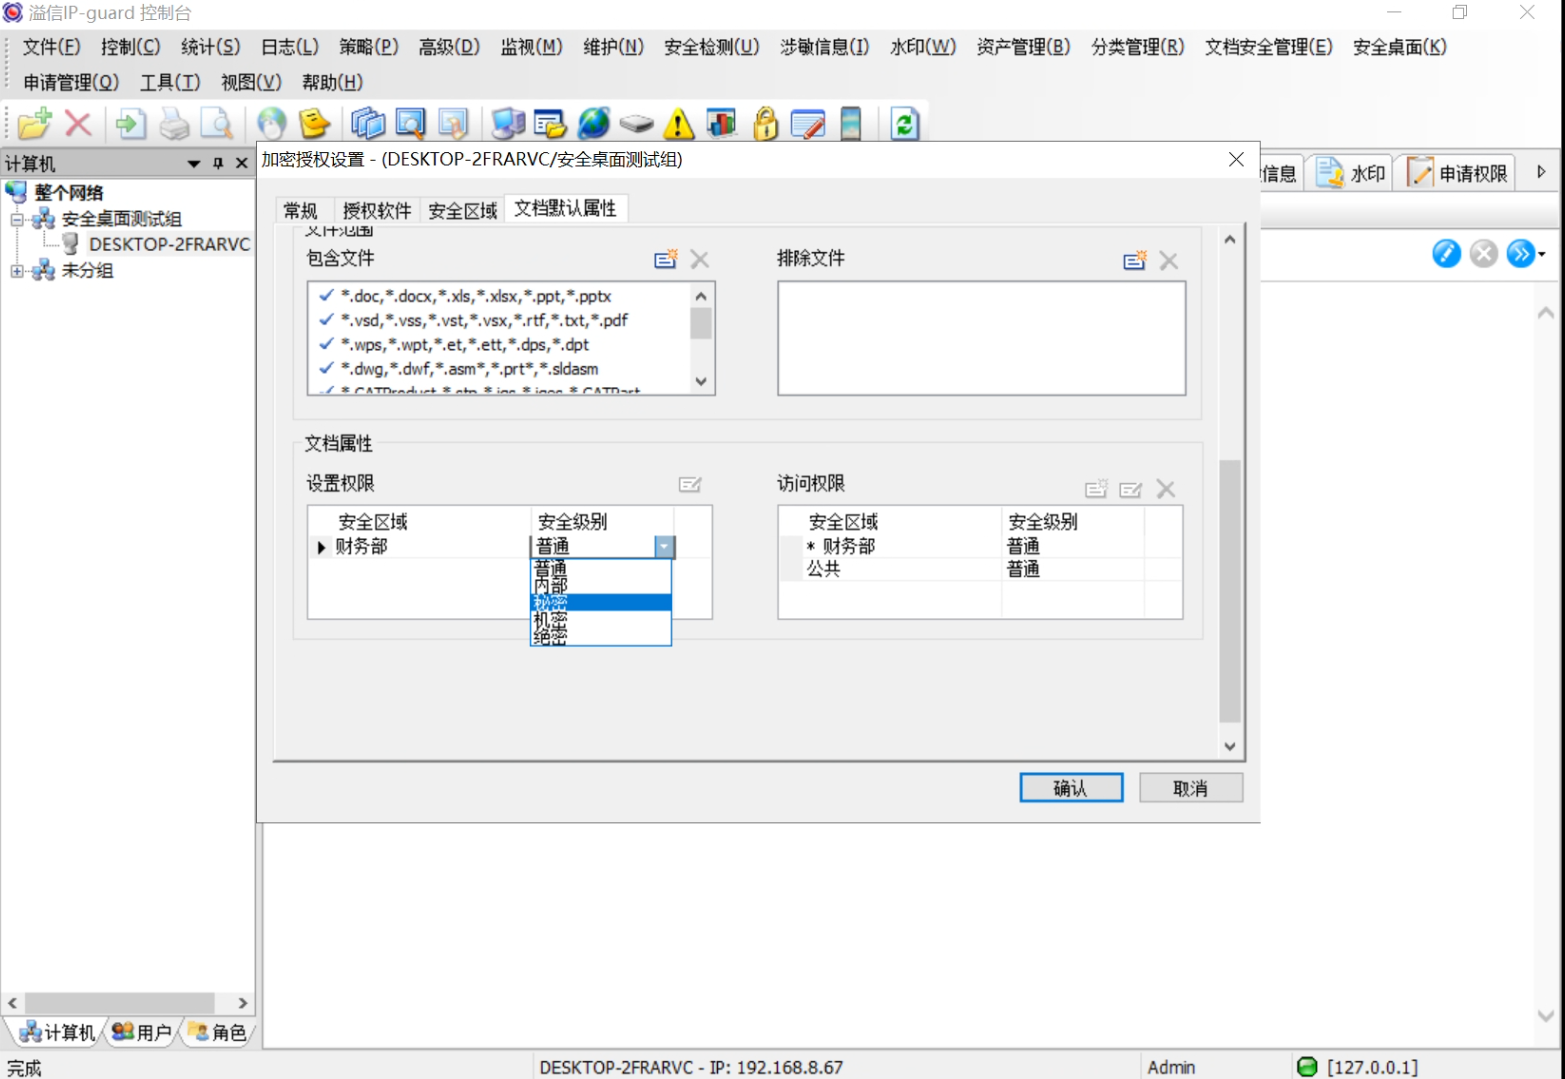 溢信IP-guard 控制台
文件(F) 控制(C) 统计(S) 日志(L) 策略(P) 高级(D) 监视(M) 维护(N) 安全检测(U) 涉敏信息(I) 水印(W) 资产管理(B) 分类管理(R) 文档安全管理(E) 安全桌面(K)
申请管理(Q) 工具(T) 视图(V) 帮助(H)
计算机
整个网络
安全桌面测试组
DESKTOP-2FRARVC
未分组
加密授权设置 - (DESKTOP-2FRARVC/安全桌面测试组)
信息 水印 申请权限
常规 授权软件 安全区域 文档默认属性
文件范围
包含文件 排除文件
*.doc,*.docx,*.xls,*.xlsx,*.ppt,*.pptx
*.vsd,*.vss,*.vst,*.vsx,*.rtf,*.txt,*.pdf
*.wps,*.wpt,*.et,*.ett,*.dps,*.dpt
*.dwg,*.dwf,*.asm*,*.prt*,*.sldasm
*.CATProduct,*.stp,*.igs,*.iges,*.CATPart
文档属性
设置权限 访问权限
安全区域 安全级别 安全区域 安全级别
财务部 普通 * 财务部 普通
普通 公共 普通
内部
秘密
机密
绝密
确认 取消
计算机 用户 角色
完成 DESKTOP-2FRARVC - IP: 192.168.8.67 Admin [127.0.0.1]